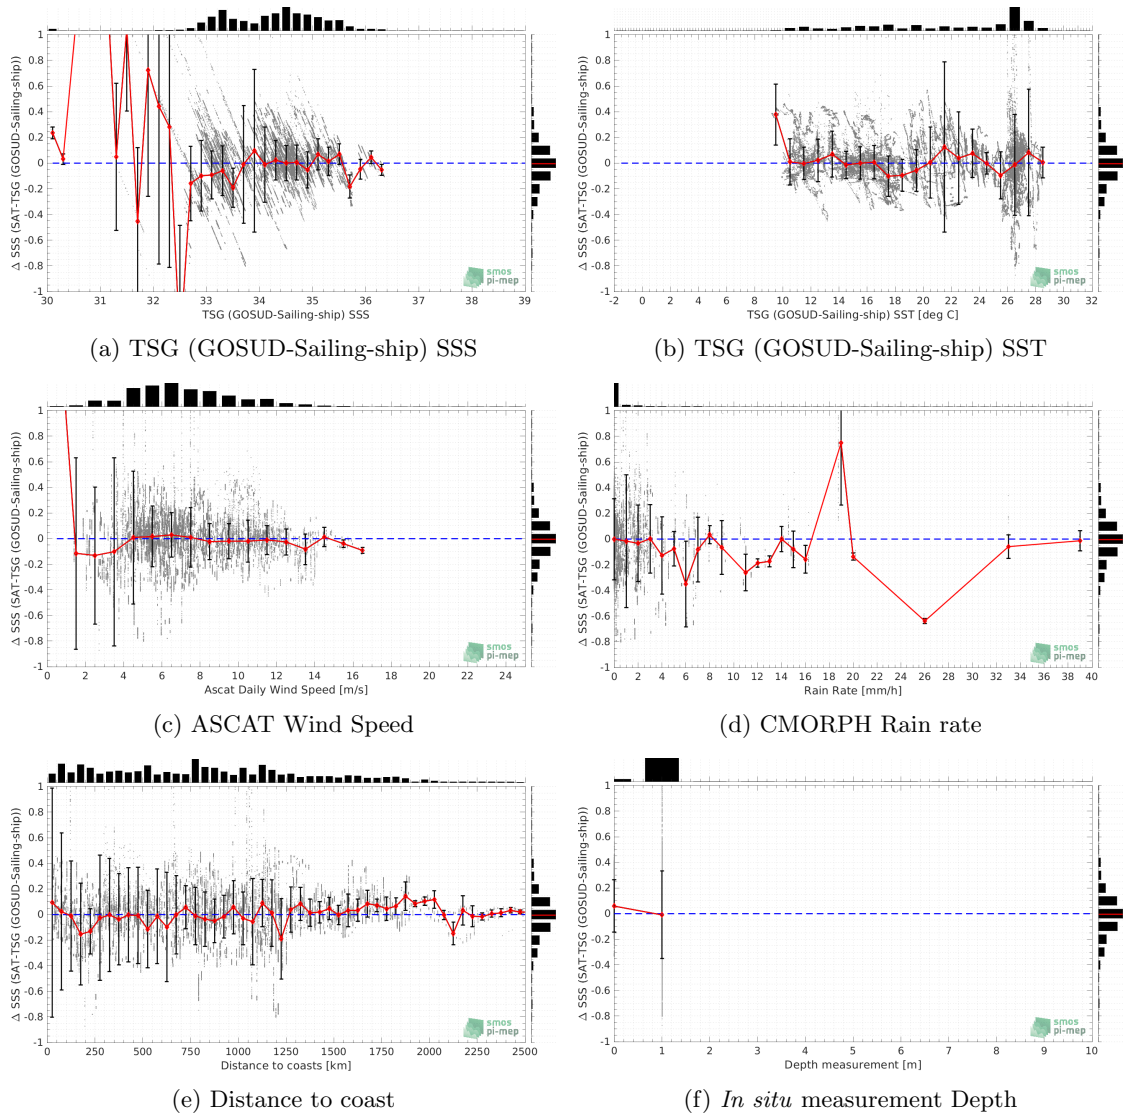 1
0.8
0.6
0.4
0.2
0
-0.2
-0.4
-0.6
-0.8
-1
Δ SSS (SAT-TSG (GOSUD-Sailing-ship))
30 31 32 33 34 35 36 37 38 39
TSG (GOSUD-Sailing-ship) SSS
smos
pi-mep
(a) TSG (GOSUD-Sailing-ship) SSS
1
0.8
0.6
0.4
0.2
0
-0.2
-0.4
-0.6
-0.8
-1
Δ SSS (SAT-TSG (GOSUD-Sailing-ship))
-2 0 2 4 6 8 10 12 14 16 18 20 22 24 26 28 30 32
TSG (GOSUD-Sailing-ship) SST [deg C]
smos
pi-mep
(b) TSG (GOSUD-Sailing-ship) SST
1
0.8
0.6
0.4
0.2
0
-0.2
-0.4
-0.6
-0.8
-1
Δ SSS (SAT-TSG (GOSUD-Sailing-ship))
0 2 4 6 8 10 12 14 16 18 20 22 24
Ascat Daily Wind Speed [m/s]
smos
pi-mep
(c) ASCAT Wind Speed
1
0.8
0.6
0.4
0.2
0
-0.2
-0.4
-0.6
-0.8
-1
Δ SSS (SAT-TSG (GOSUD-Sailing-ship))
0 2 4 6 8 10 12 14 16 18 20 22 24 26 28 30 32 34 36 38 40
Rain Rate [mm/h]
smos
pi-mep
(d) CMORPH Rain rate
1
0.8
0.6
0.4
0.2
0
-0.2
-0.4
-0.6
-0.8
-1
Δ SSS (SAT-TSG (GOSUD-Sailing-ship))
0 250 500 750 1000 1250 1500 1750 2000 2250 2500
Distance to coasts [km]
smos
pi-mep
(e) Distance to coast
1
0.8
0.6
0.4
0.2
0
-0.2
-0.4
-0.6
-0.8
-1
Δ SSS (SAT-TSG (GOSUD-Sailing-ship))
0 1 2 3 4 5 6 7 8 9 10
Depth measurement [m]
smos
pi-mep
(f) In situ measurement Depth